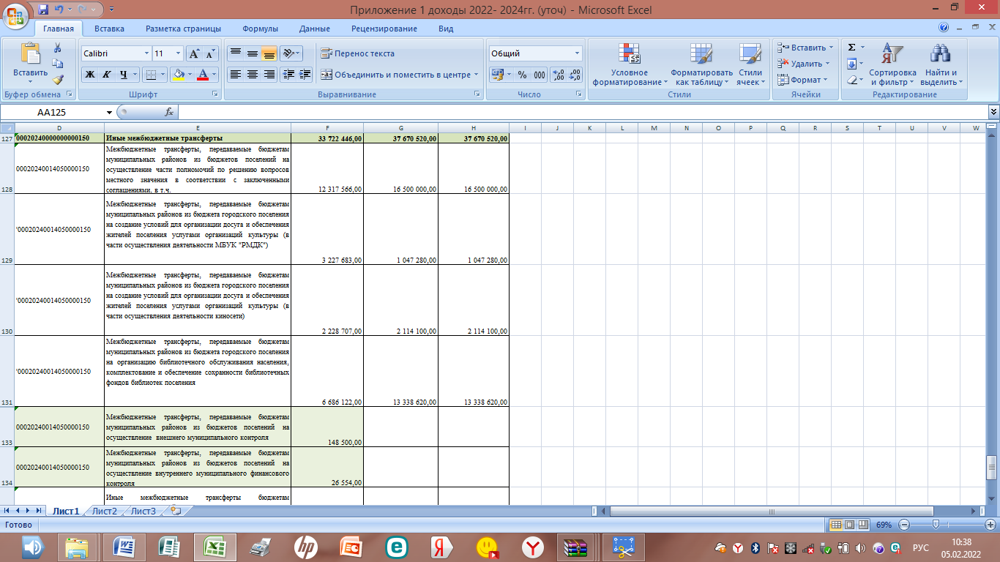 Приложение 1 доходы 2022- 2024гг. (уточ) - Microsoft Excel
Главная Вставка Разметка страницы Формулы Данные Рецензирование Вид
Calibri 11 Перенос текста Общий Вставить Σ
Вставить Ж К Ч А Объединить и поместить в центре % 000 Условное форматирование Форматировать как таблицу Стили ячеек Удалить Формат Сортировка и фильтр Найти и выделить
Буфер обмена Шрифт Выравнивание Число Стили Ячейки Редактирование
AA125 fx
D E F G H I J K L M N O P Q R S T U V W
127 00020240000000000150 Иные межбюджетные трансферты 33 722 446,00 37 670 520,00 37 670 520,00
Межбюджетные трансферты, передаваемые бюджетам
муниципальных районов из бюджетов поселений на
00020240014050000150 осуществление части полномочий по решению вопросов
местного значения в соответствии с заключенными
128 соглашениями, в т.ч. 12 317 566,00 16 500 000,00 16 500 000,00
Межбюджетные трансферты, передаваемые бюджетам
муниципальных районов из бюджета городского поселения
на создание условий для организации досуга и обеспечения
'00020240014050000150 жителей поселения услугами организаций культуры (в
части осуществления деятельности МБУК "РМДК")
129 3 227 683,00 1 047 280,00 1 047 280,00
Межбюджетные трансферты, передаваемые бюджетам
муниципальных районов из бюджета городского поселения
на создание условий для организации досуга и обеспечения
'00020240014050000150 жителей поселения услугами организаций культуры (в
части осуществления деятельности киносети)
130 2 228 707,00 2 114 100,00 2 114 100,00
Межбюджетные трансферты, передаваемые бюджетам
муниципальных районов из бюджета городского поселения
на организацию библиотечного обслуживания населения,
'00020240014050000150 комплектование и обеспечение сохранности библиотечных
фондов библиотек поселения
131 6 686 122,00 13 338 620,00 13 338 620,00
Межбюджетные трансферты, передаваемые бюджетам
00020240014050000150 муниципальных районов из бюджетов поселений на
осуществление внешнего муниципального контроля
133 148 500,00
Межбюджетные трансферты, передаваемые бюджетам
муниципальных районов из бюджетов поселений на
00020240014050000150 осуществление внутреннего муниципального финансового
134 контроля 26 554,00
Иные межбюджетные трансферты бюджетам
Лист1 Лист2 Лист3
Готово 69%
РУС 10:38
05.02.2022